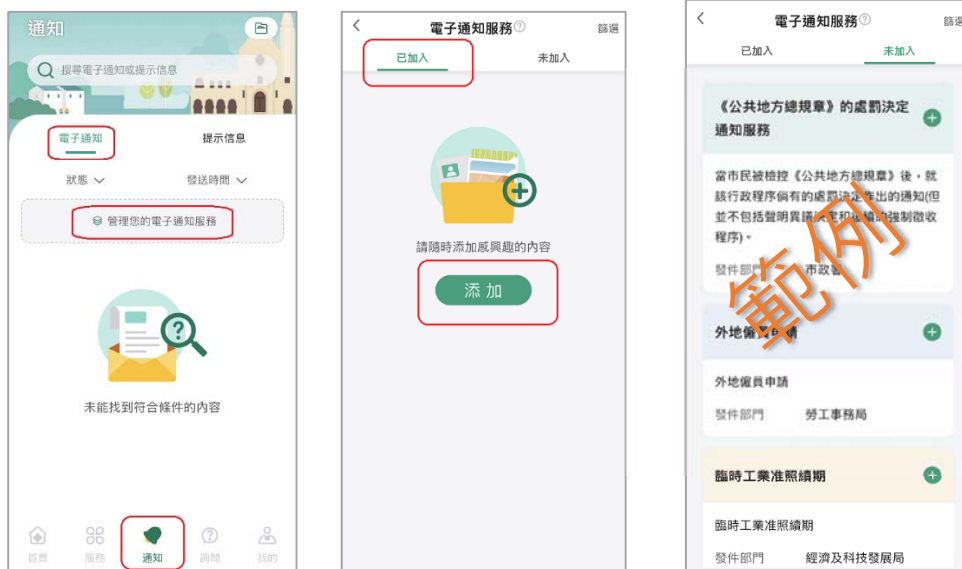 通知
搜尋電子通知或提示信息
電子通知 提示信息
狀態 發送時間
管理您的電子通知服務
未能找到符合條件的內容
首頁 服務 通知 詢問 我的
電子通知服務 篩選
已加入 未加入
請隨時添加感興趣的內容
添加
電子通知服務 篩選
已加入 未加入
《公共地方總規章》的處罰決定
通知服務
當市民被檢控《公共地方總規章》後，就
該行政程序倘有的處罰決定作出的通知(但
並不包括聲明異議決定和後續的強制徵收
程序)。
發件部門 市政署
範例
外地僱員申請
外地僱員申請
發件部門 勞工事務局
臨時工業准照續期
臨時工業准照續期
發件部門 經濟及科技發展局